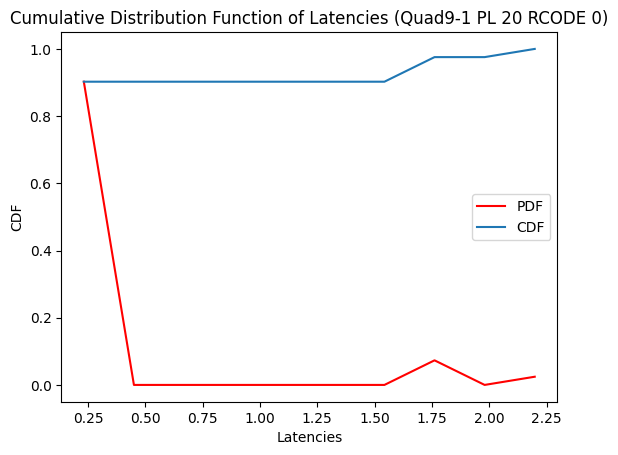 Cumulative Distribution Function of Latencies (Quad9-1 PL 20 RCODE 0)
1.0
0.8
0.6
0.4
0.2
0.0
CDF
PDF
CDF
0.25 0.50 0.75 1.00 1.25 1.50 1.75 2.00 2.25
Latencies